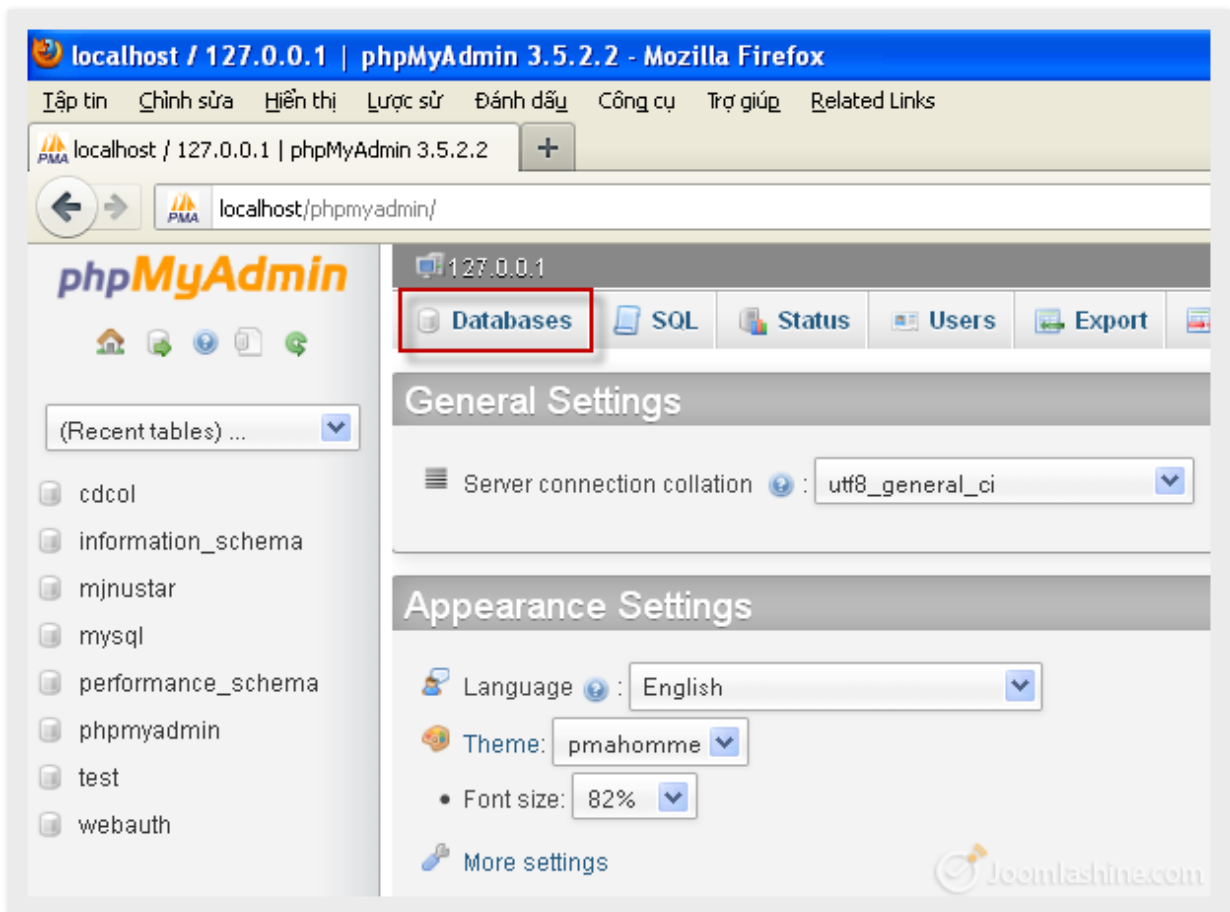 localhost / 127.0.0.1 | phpMyAdmin 3.5.2.2 - Mozilla Firefox
Tập tin Chỉnh sửa Hiển thị Lược sử Đánh dấu Công cụ Trợ giúp Related Links
PMA localhost / 127.0.0.1 | phpMyAdmin 3.5.2.2 +
PMA localhost/phpmyadmin/
phpMyAdmin
(Recent tables) ...
cdcol
information_schema
mjnustar
mysql
performance_schema
phpmyadmin
test
webauth
127.0.0.1
Databases SQL Status Users Export
General Settings
Server connection collation : utf8_general_ci
Appearance Settings
Language : English
Theme: pmahomme
• Font size: 82%
More settings
Joomlashine.com